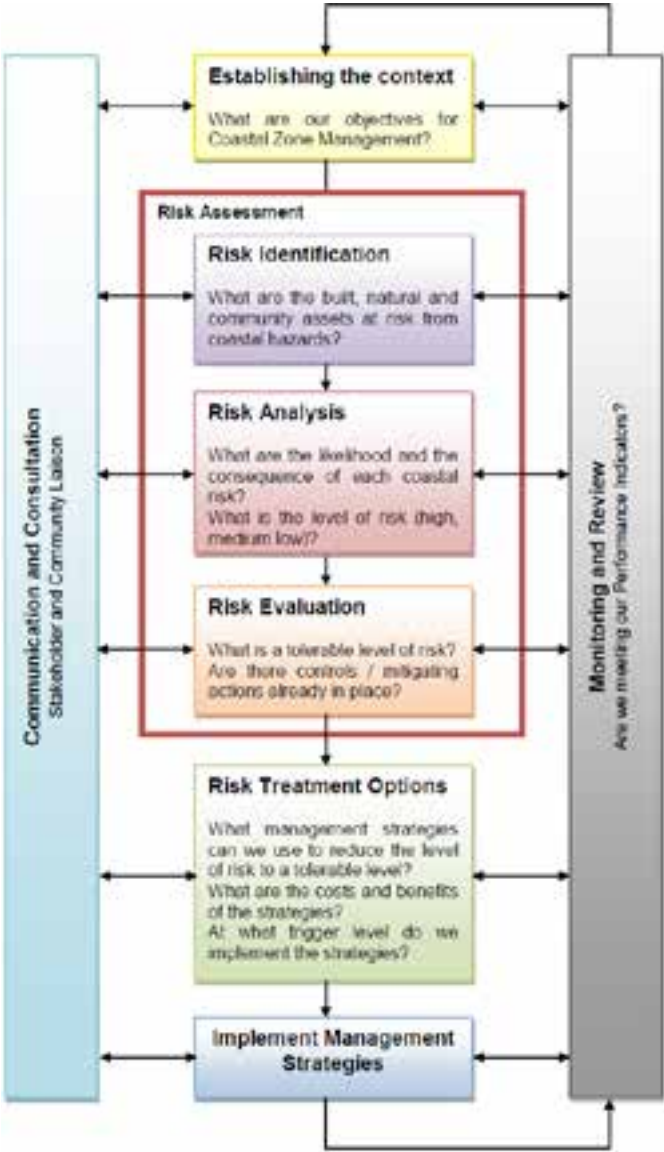 Establishing the context
What are our objectives for
Coastal Zone Management?
Risk Assessment
Risk Identification
What are the built, natural and
community assets at risk from
coastal hazards?
Risk Analysis
What are the likelihood and the
consequence of each coastal
risk?
What is the level of risk (high,
medium low)?
Risk Evaluation
What is a tolerable level of risk?
Are there controls / mitigating
actions already in place?
Risk Treatment Options
What management strategies
can we use to reduce the level
of risk to a tolerable level?
What are the costs and benefits
of the strategies?
At what trigger level do we
implement the strategies?
Implement Management
Strategies
Communication and Consultation
Stakeholder and Community Liaison
Monitoring and Review
Are we meeting our Performance Indicators?